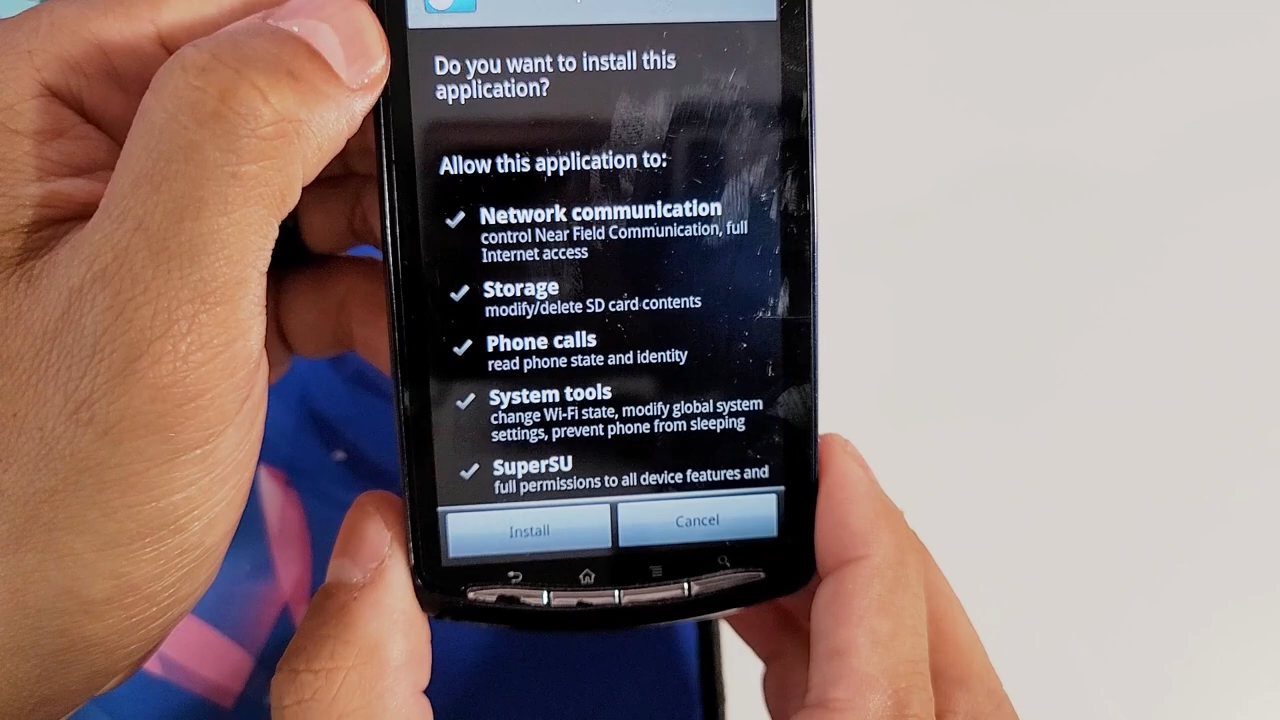 Do you want to install this
application?
Allow this application to:
Network communication
control Near Field Communication, full
Internet access
Storage
modify/delete SD card contents
Phone calls
read phone state and identity
System tools
change Wi-Fi state, modify global system
settings, prevent phone from sleeping
SuperSU
full permissions to all device features and
Install
Cancel